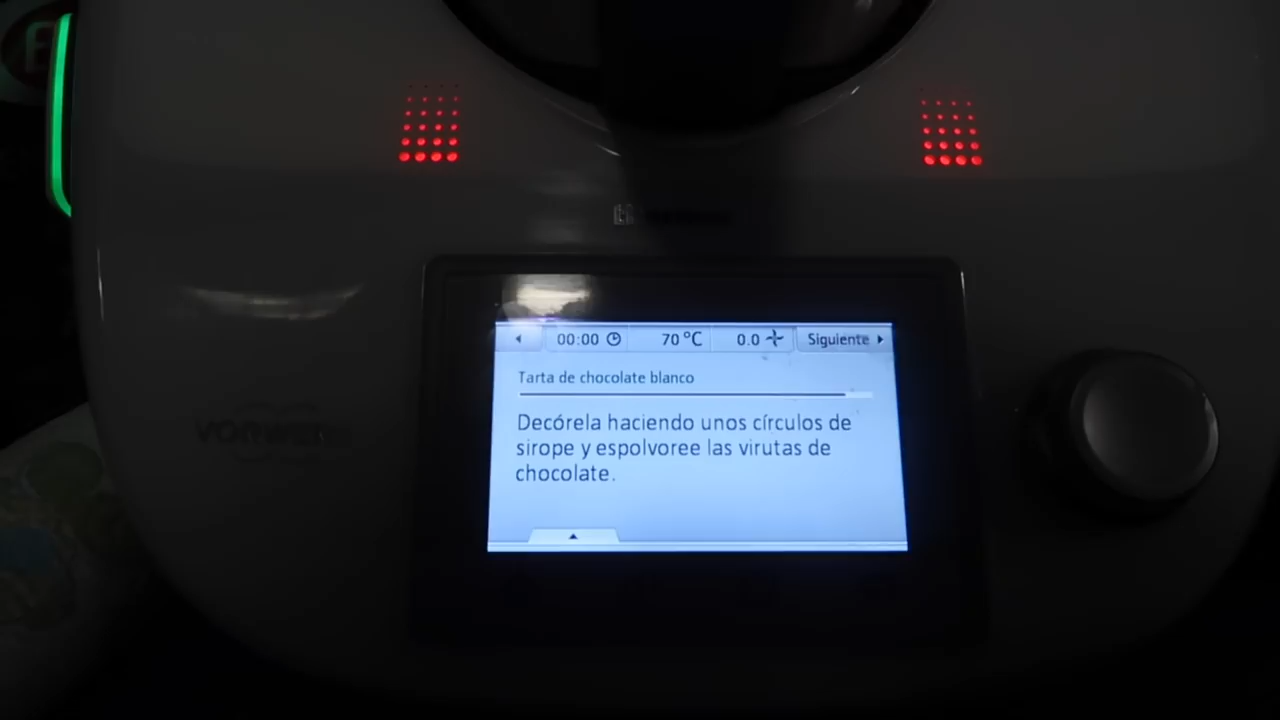 00:00 70 °C 0.0 Siguiente
Tarta de chocolate blanco
Decórela haciendo unos círculos de
sirope y espolvoree las virutas de
chocolate.